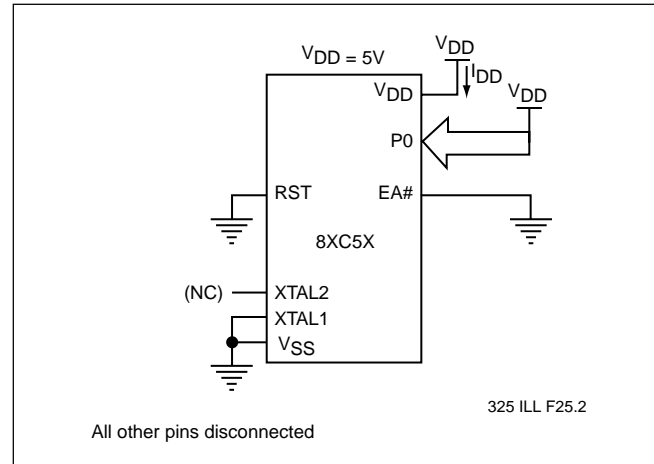 VDD = 5V
VDD
IDD
VDD
VDD
P0
RST
EA#
8XC5X
(NC)
XTAL2
XTAL1
VSS
325 ILL F25.2
All other pins disconnected